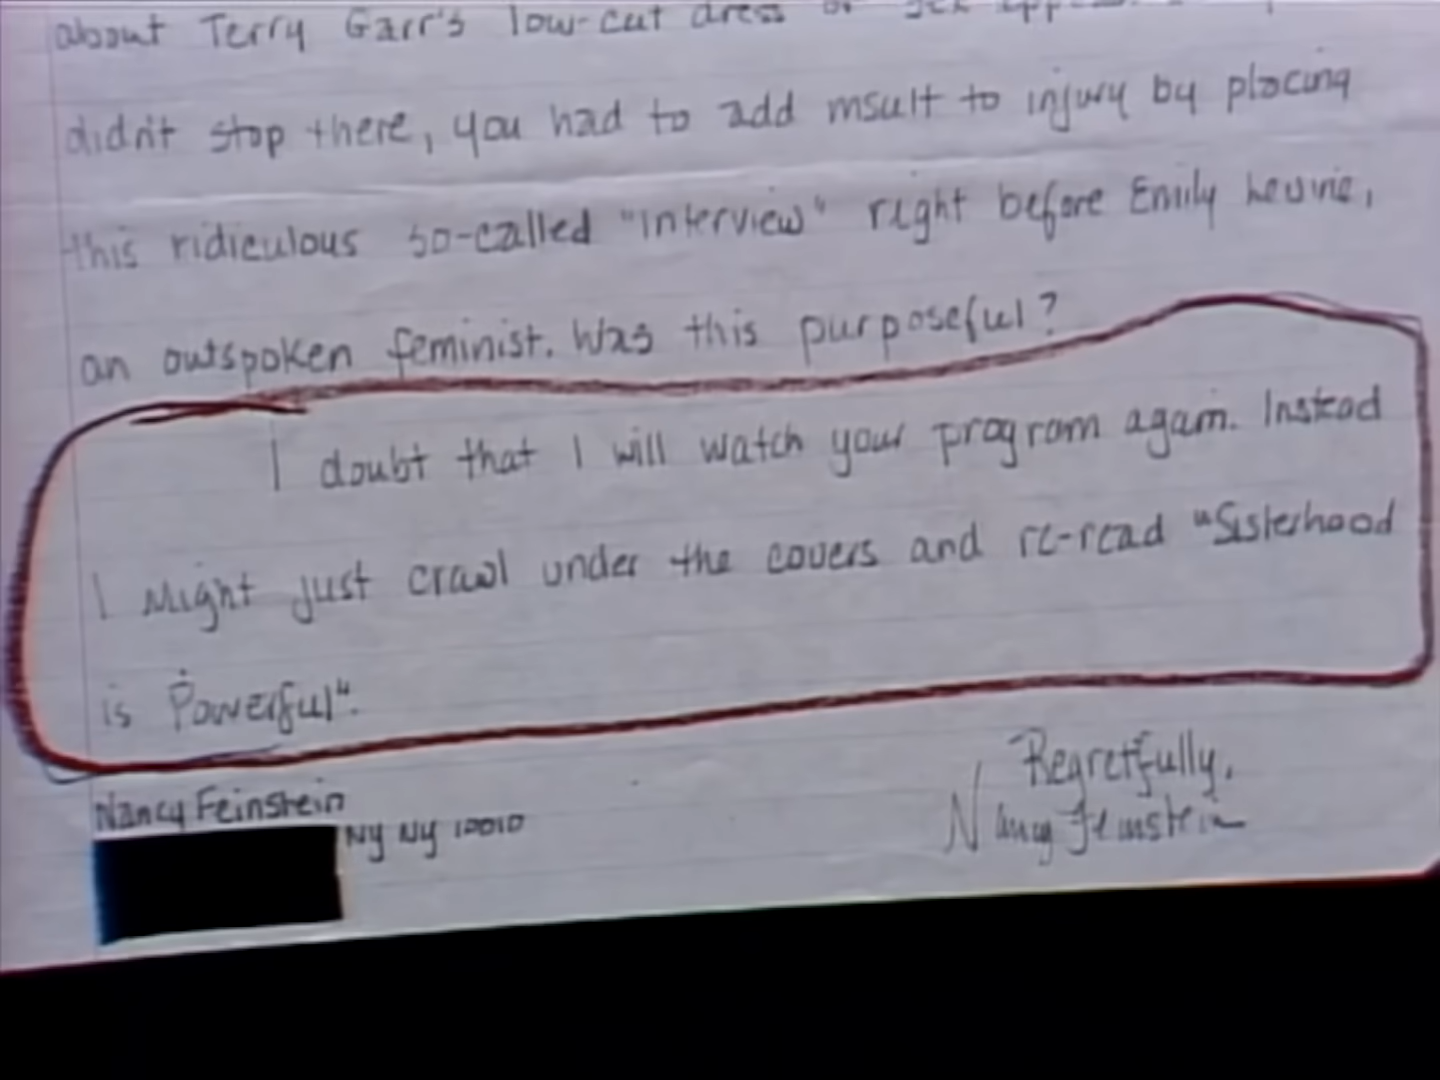 about Terry Garr's low-cut dress or sex
didn't stop there, you had to add insult to injury by placing
this ridiculous so-called "interview" right before Emily Levine,
an outspoken feminist. Was this purposeful?
I doubt that I will watch your program again. Instead
I Might just crawl under the covers and re-read "Sisterhood
is Powerful".
Regretfully,
Nancy Feinstein
Nancy Feinstein
NY NY 10010